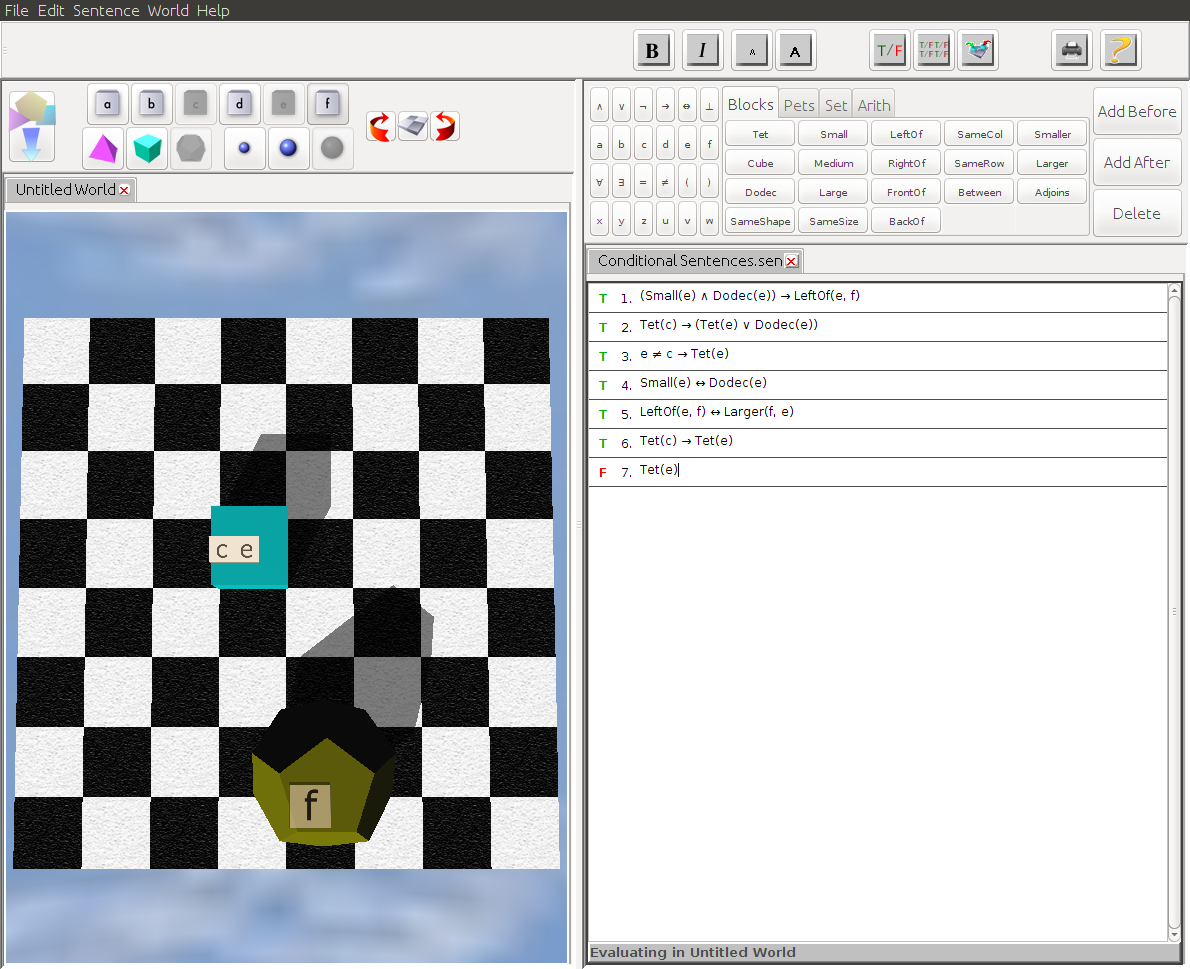 File Edit Sentence World Help
B I A A T/F T/FT/F T/FT/F ?
a b c d e f
∧ ∨ ¬ → ↔ ⊥
a b c d e f
∀ ∃ = ≠ ( )
x y z u v w
Blocks Pets Set Arith
Tet Small LeftOf SameCol Smaller
Cube Medium RightOf SameRow Larger
Dodec Large FrontOf Between Adjoins
SameShape SameSize BackOf
Add Before
Add After
Delete
Untitled World
c e
f
Conditional Sentences.sen
T 1. (Small(e) ∧ Dodec(e)) → LeftOf(e, f)
T 2. Tet(c) → (Tet(e) ∨ Dodec(e))
T 3. e ≠ c → Tet(e)
T 4. Small(e) ↔ Dodec(e)
T 5. LeftOf(e, f) ↔ Larger(f, e)
T 6. Tet(c) → Tet(e)
F 7. Tet(e)
Evaluating in Untitled World